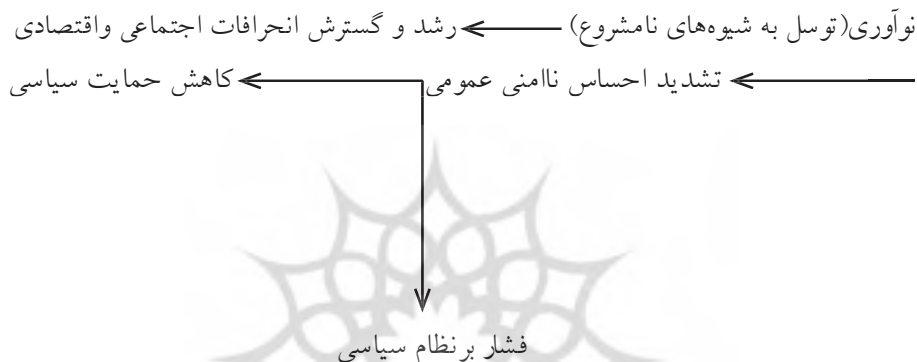 نوآوری(توسل به شیوه‌های نامشروع) رشد و گسترش انحرافات اجتماعی واقتصادی
تشدید احساس ناامنی عمومی کاهش حمایت سیاسی
فشار برنظام سیاسی